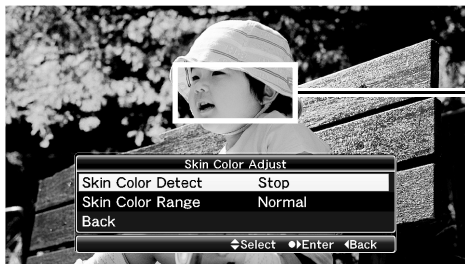 Skin Color Adjust
Skin Color Detect Stop
Skin Color Range Normal
Back
Select Enter Back